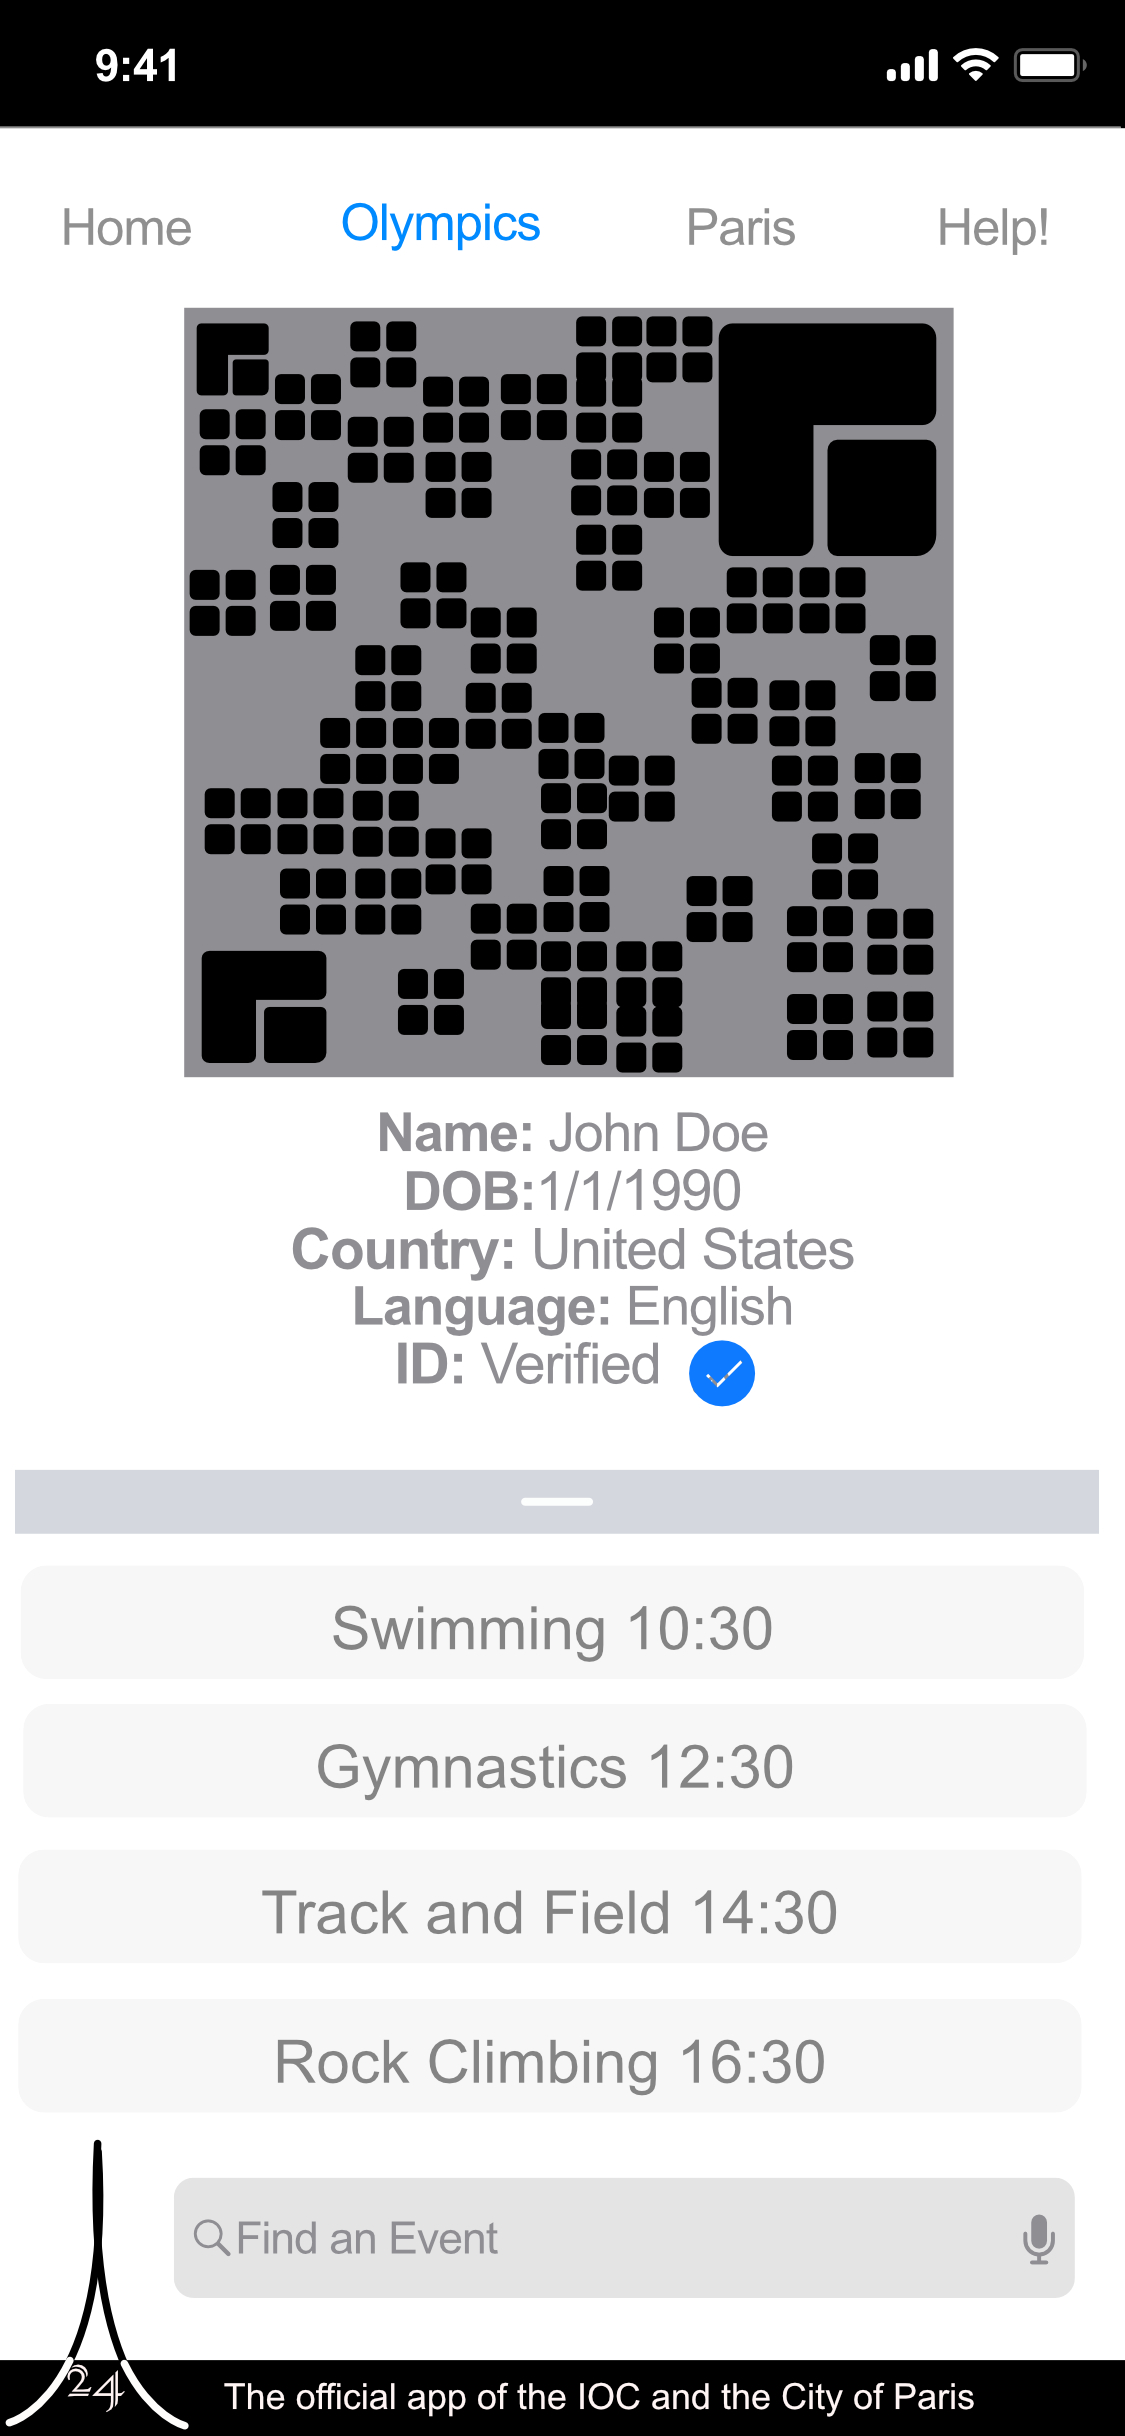 9:41
Home Olympics Paris Help!
Name: John Doe
DOB:1/1/1990
Country: United States
Language: English
ID: Verified
Swimming 10:30
Gymnastics 12:30
Track and Field 14:30
Rock Climbing 16:30
Find an Event
24
The official app of the IOC and the City of Paris